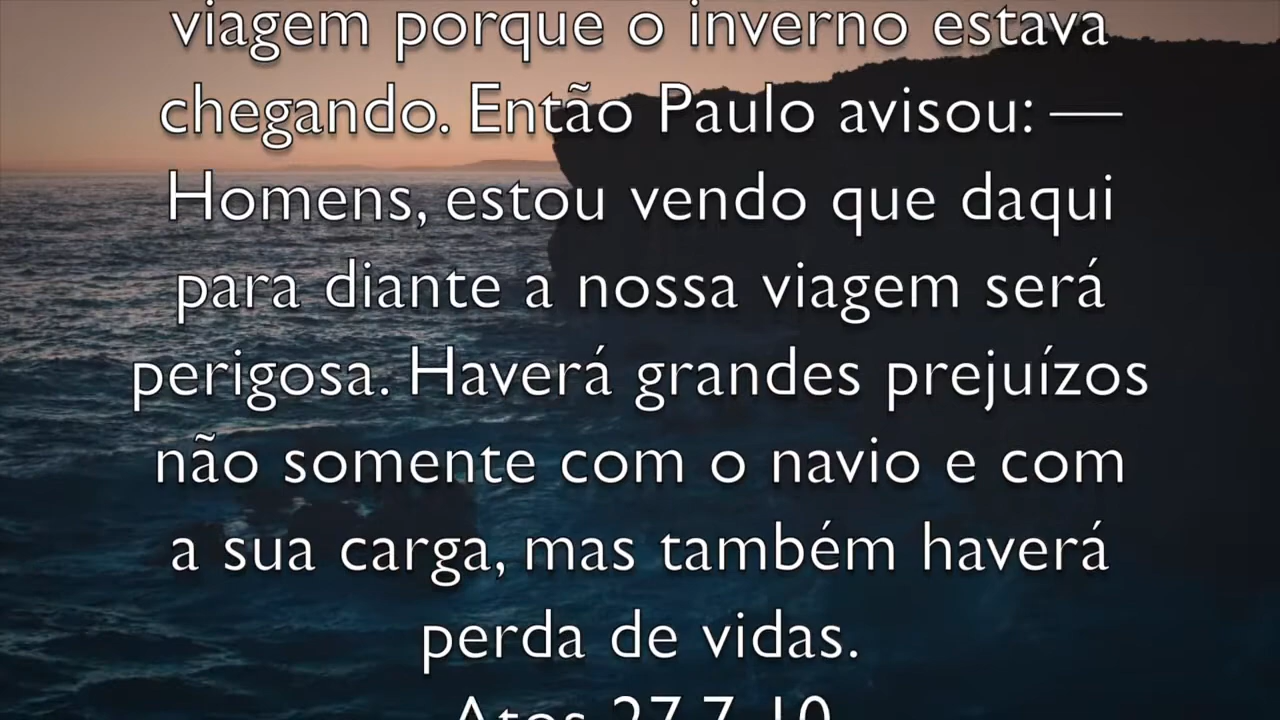 viagem porque o inverno estava
chegando. Então Paulo avisou: —
Homens, estou vendo que daqui
para diante a nossa viagem será
perigosa. Haverá grandes prejuízos
não somente com o navio e com
a sua carga, mas também haverá
perda de vidas.
Atos 27.7-10